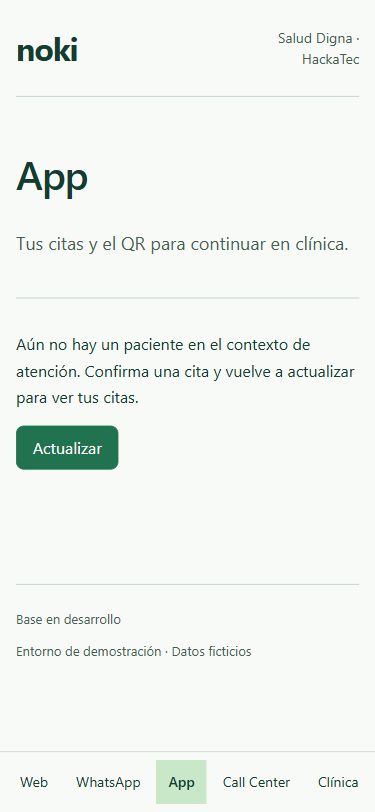 noki
Salud Digna ·
HackaTec
App
Tus citas y el QR para continuar en clínica.
Aún no hay un paciente en el contexto de
atención. Confirma una cita y vuelve a actualizar
para ver tus citas.
Actualizar
Base en desarrollo
Entorno de demostración · Datos ficticios
Web WhatsApp App Call Center Clínica